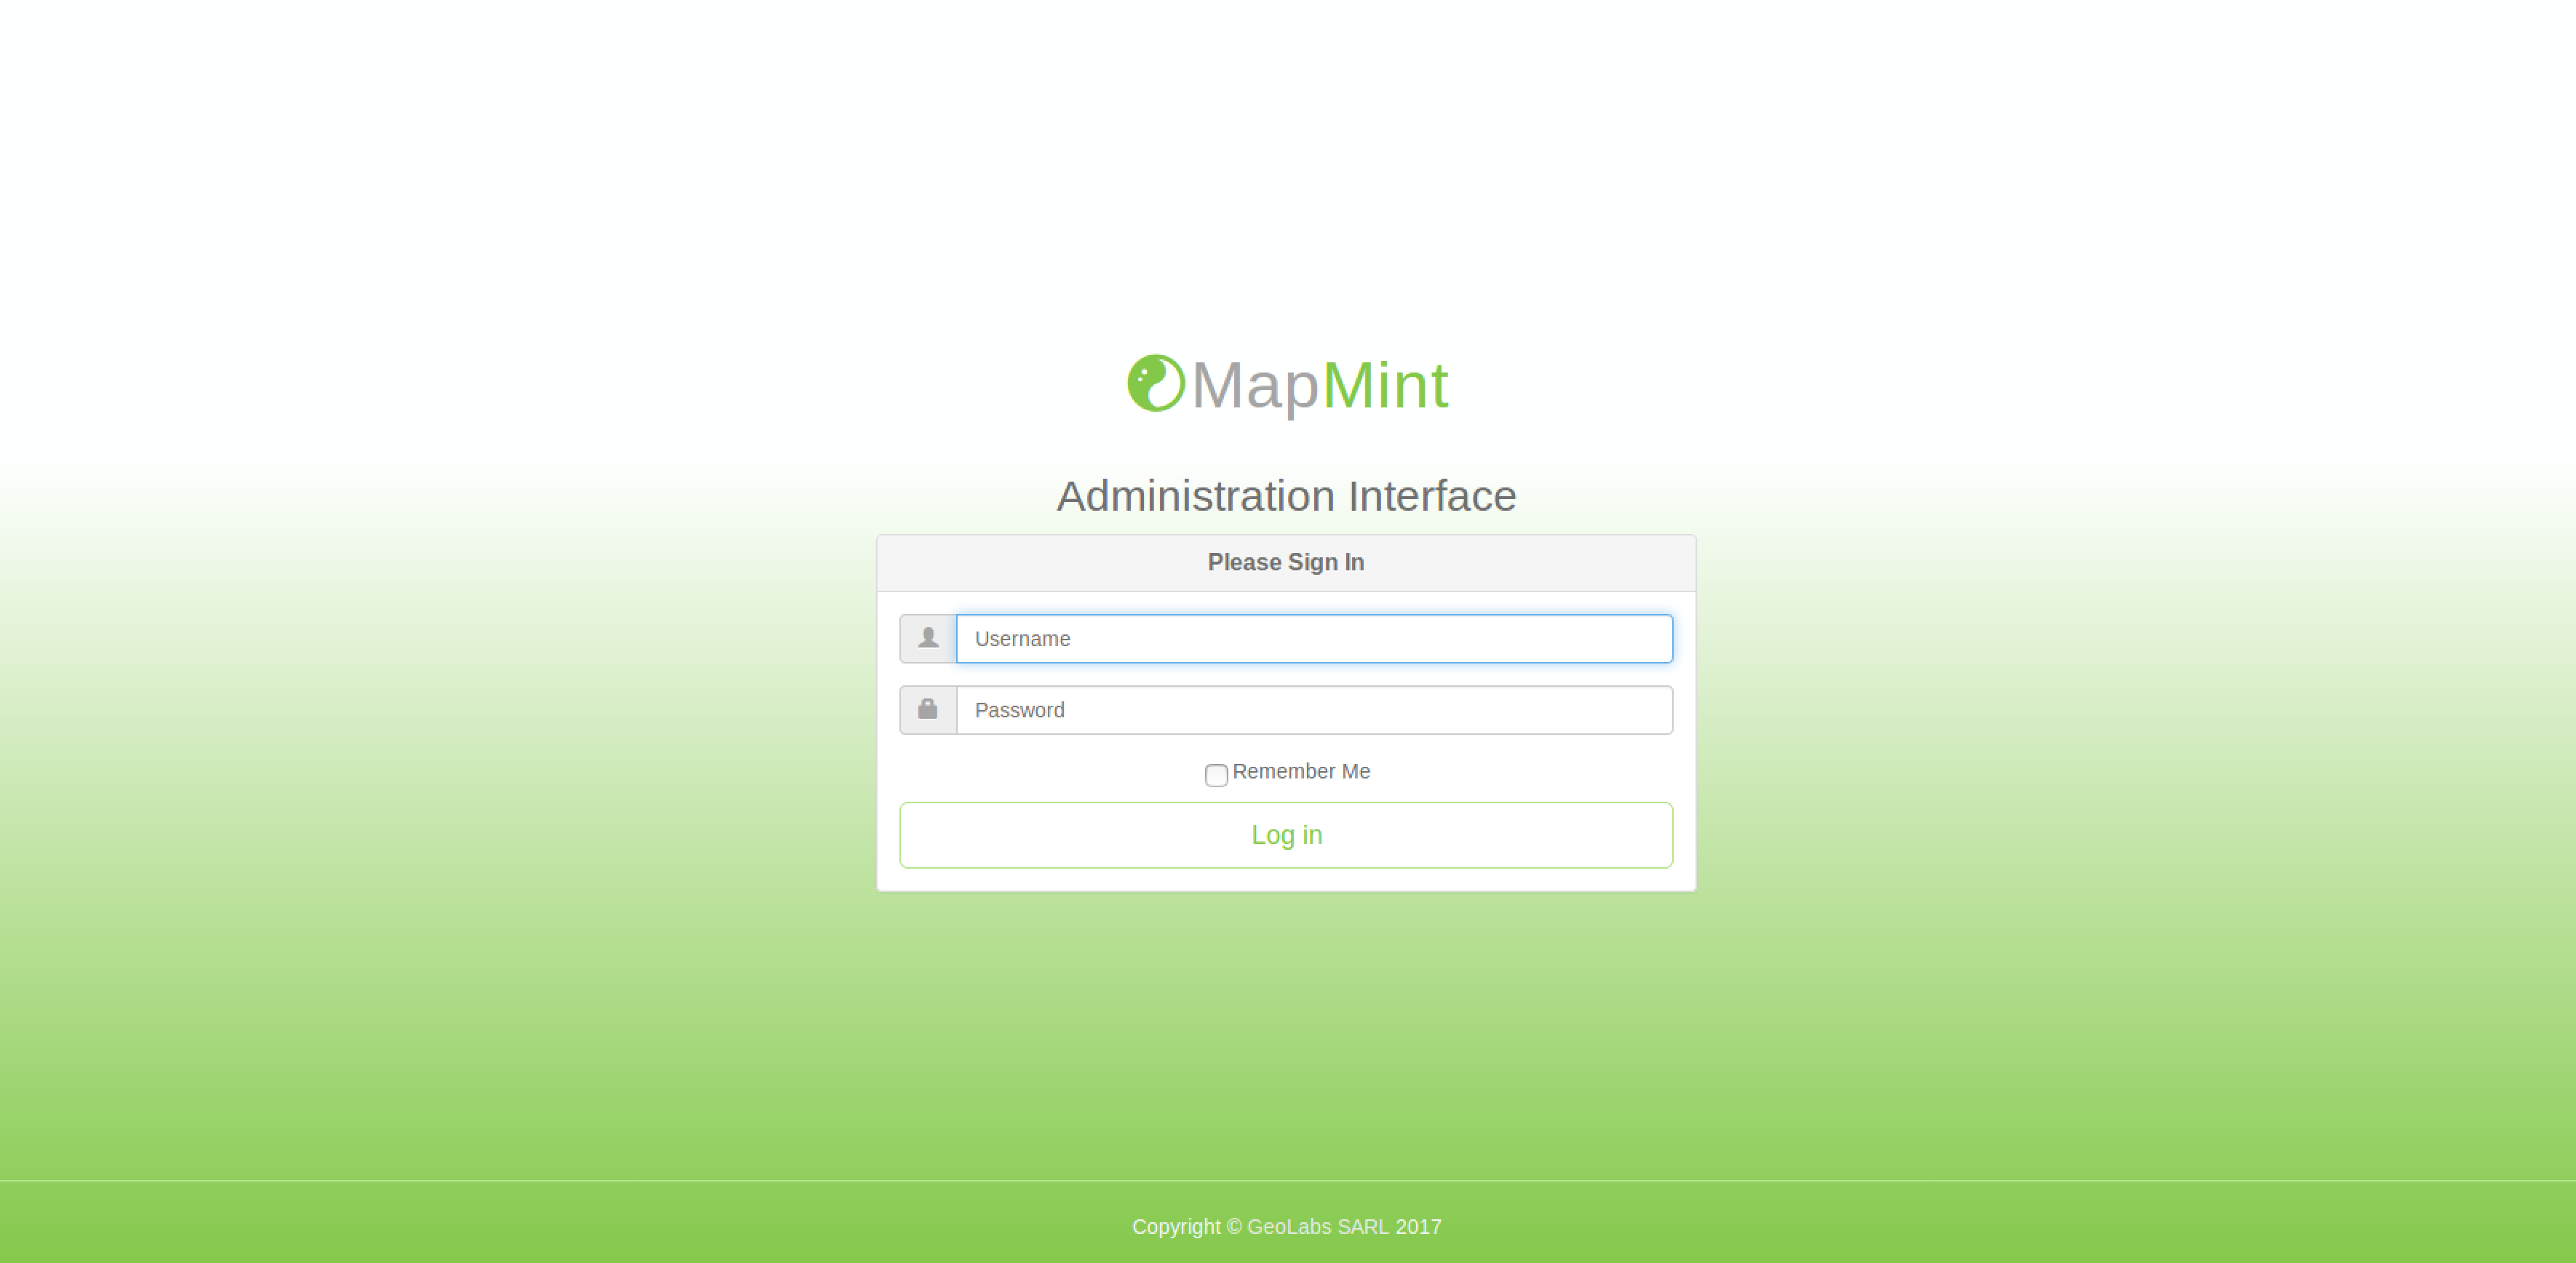 MapMint
Administration Interface
Please Sign In
Username
Password
Remember Me
Log in
Copyright © GeoLabs SARL 2017